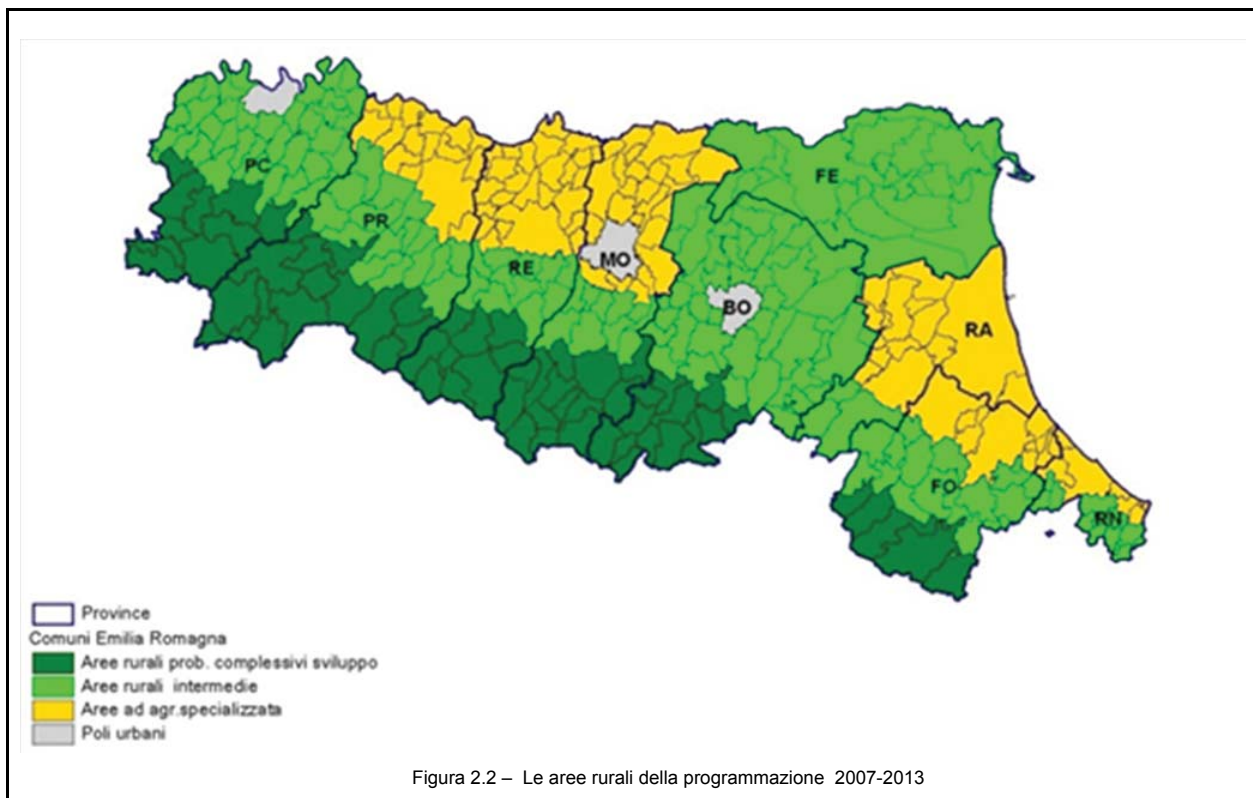 PC
PR
RE
MO
BO
FE
RA
FO
RN
Province
Comuni Emilia Romagna
Aree rurali prob. complessivi sviluppo
Aree rurali intermedie
Aree ad agr.specializzata
Poli urbani
Figura 2.2 – Le aree rurali della programmazione 2007-2013